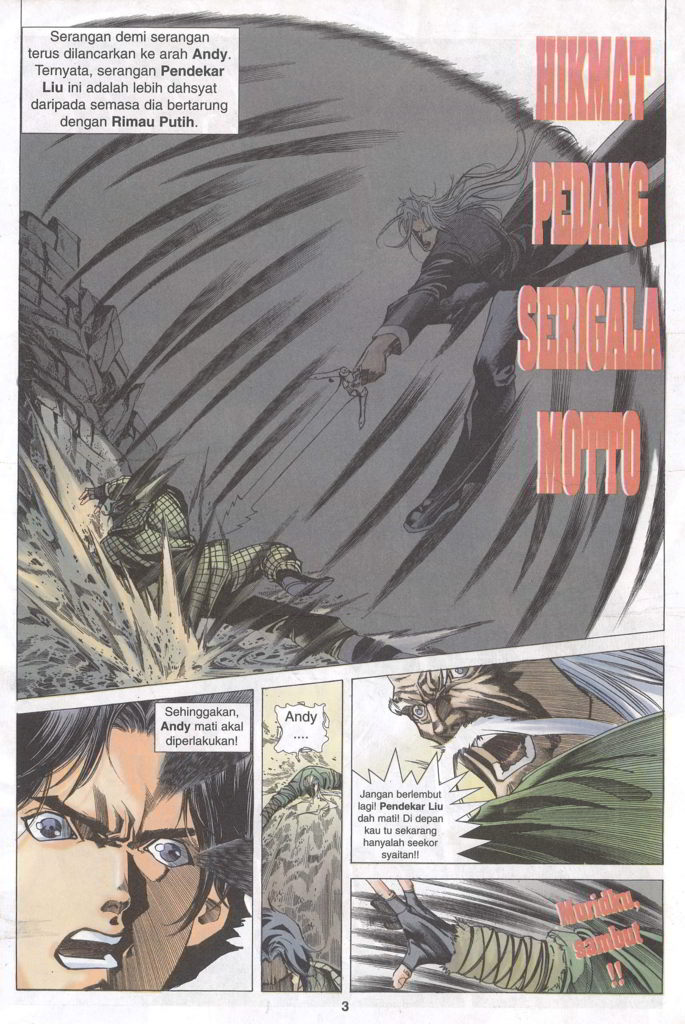 Serangan demi serangan
terus dilancarkan ke arah Andy.
Ternyata, serangan Pendekar
Liu ini adalah lebih dahsyat
daripada semasa dia bertarung
dengan Rimau Putih.
HIKMAT
PEDANG
SERIGALA
MOTTO
Sehinggakan,
Andy mati akal
diperlakukan!
Andy
....
Jangan berlembut
lagi! Pendekar Liu
dah mati! Di depan
kau tu sekarang
hanyalah seekor
syaitan!!
Muridku,
sambut
!!
3